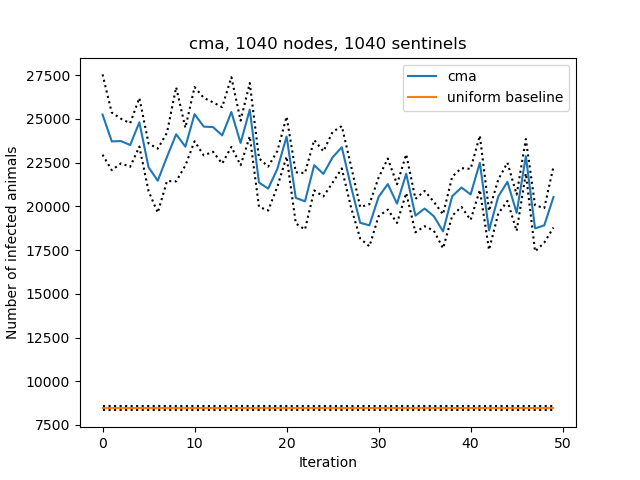 cma, 1040 nodes, 1040 sentinels
cma
uniform baseline
Number of infected animals
27500
25000
22500
20000
17500
15000
12500
10000
7500
0 10 20 30 40 50
Iteration